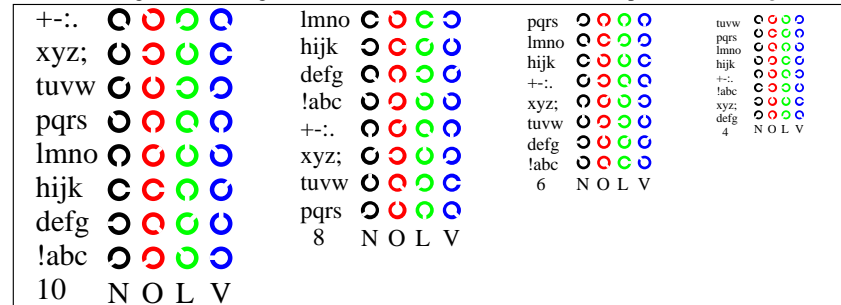 +-:.
xyz;
tuvw
pqrs
lmno
hijk
defg
!abc
10 N O L V
lmno
hijk
defg
!abc
+-:.
xyz;
tuvw
pqrs
8 N O L V
pqrs
lmno
hijk
+-:.
xyz;
tuvw
defg
!abc
6 N O L V
tuvw
pqrs
lmno
hijk
+-:.
!abc
xyz;
defg
4 N O L V